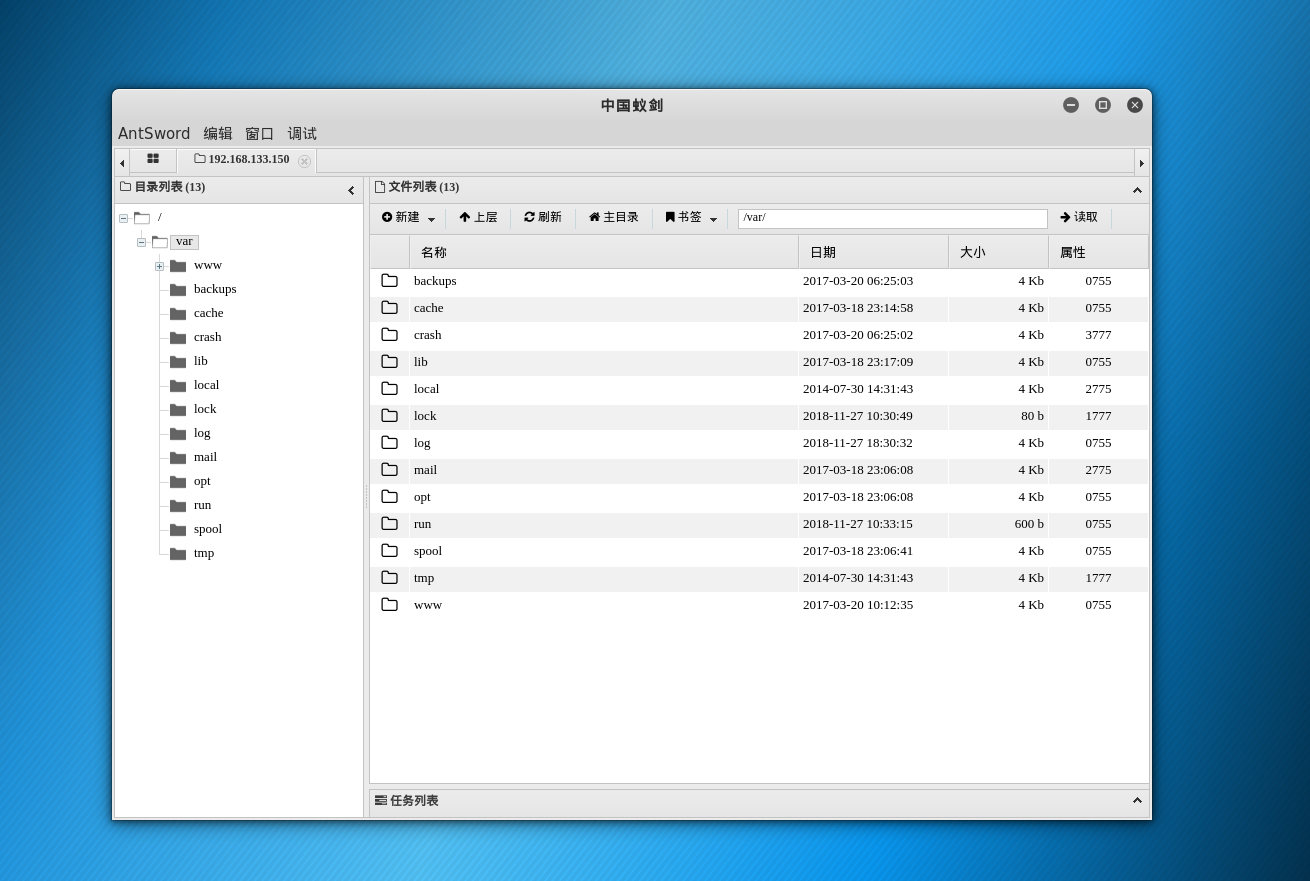 中国蚁剑
AntSword 编辑 窗口 调试
192.168.133.150
目录列表 (13)
/
var
www
backups
cache
crash
lib
local
lock
log
mail
opt
run
spool
tmp
文件列表 (13)
新建 上层 刷新 主目录 书签 /var/ 读取
名称 日期 大小 属性
backups 2017-03-20 06:25:03 4 Kb 0755
cache 2017-03-18 23:14:58 4 Kb 0755
crash 2017-03-20 06:25:02 4 Kb 3777
lib 2017-03-18 23:17:09 4 Kb 0755
local 2014-07-30 14:31:43 4 Kb 2775
lock 2018-11-27 10:30:49 80 b 1777
log 2018-11-27 18:30:32 4 Kb 0755
mail 2017-03-18 23:06:08 4 Kb 2775
opt 2017-03-18 23:06:08 4 Kb 0755
run 2018-11-27 10:33:15 600 b 0755
spool 2017-03-18 23:06:41 4 Kb 0755
tmp 2014-07-30 14:31:43 4 Kb 1777
www 2017-03-20 10:12:35 4 Kb 0755
任务列表